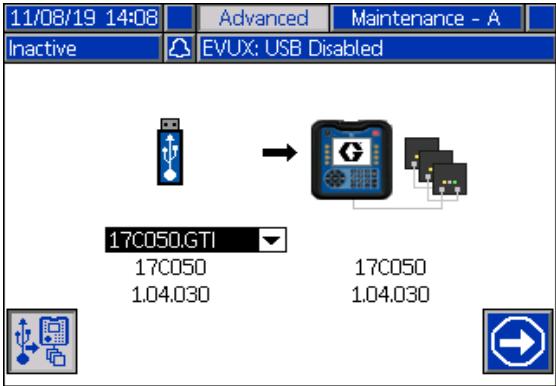 11/08/19 14:08 Advanced Maintenance - A
Inactive EVUX: USB Disabled
17C050.GTI
17C050 17C050
1.04.030 1.04.030